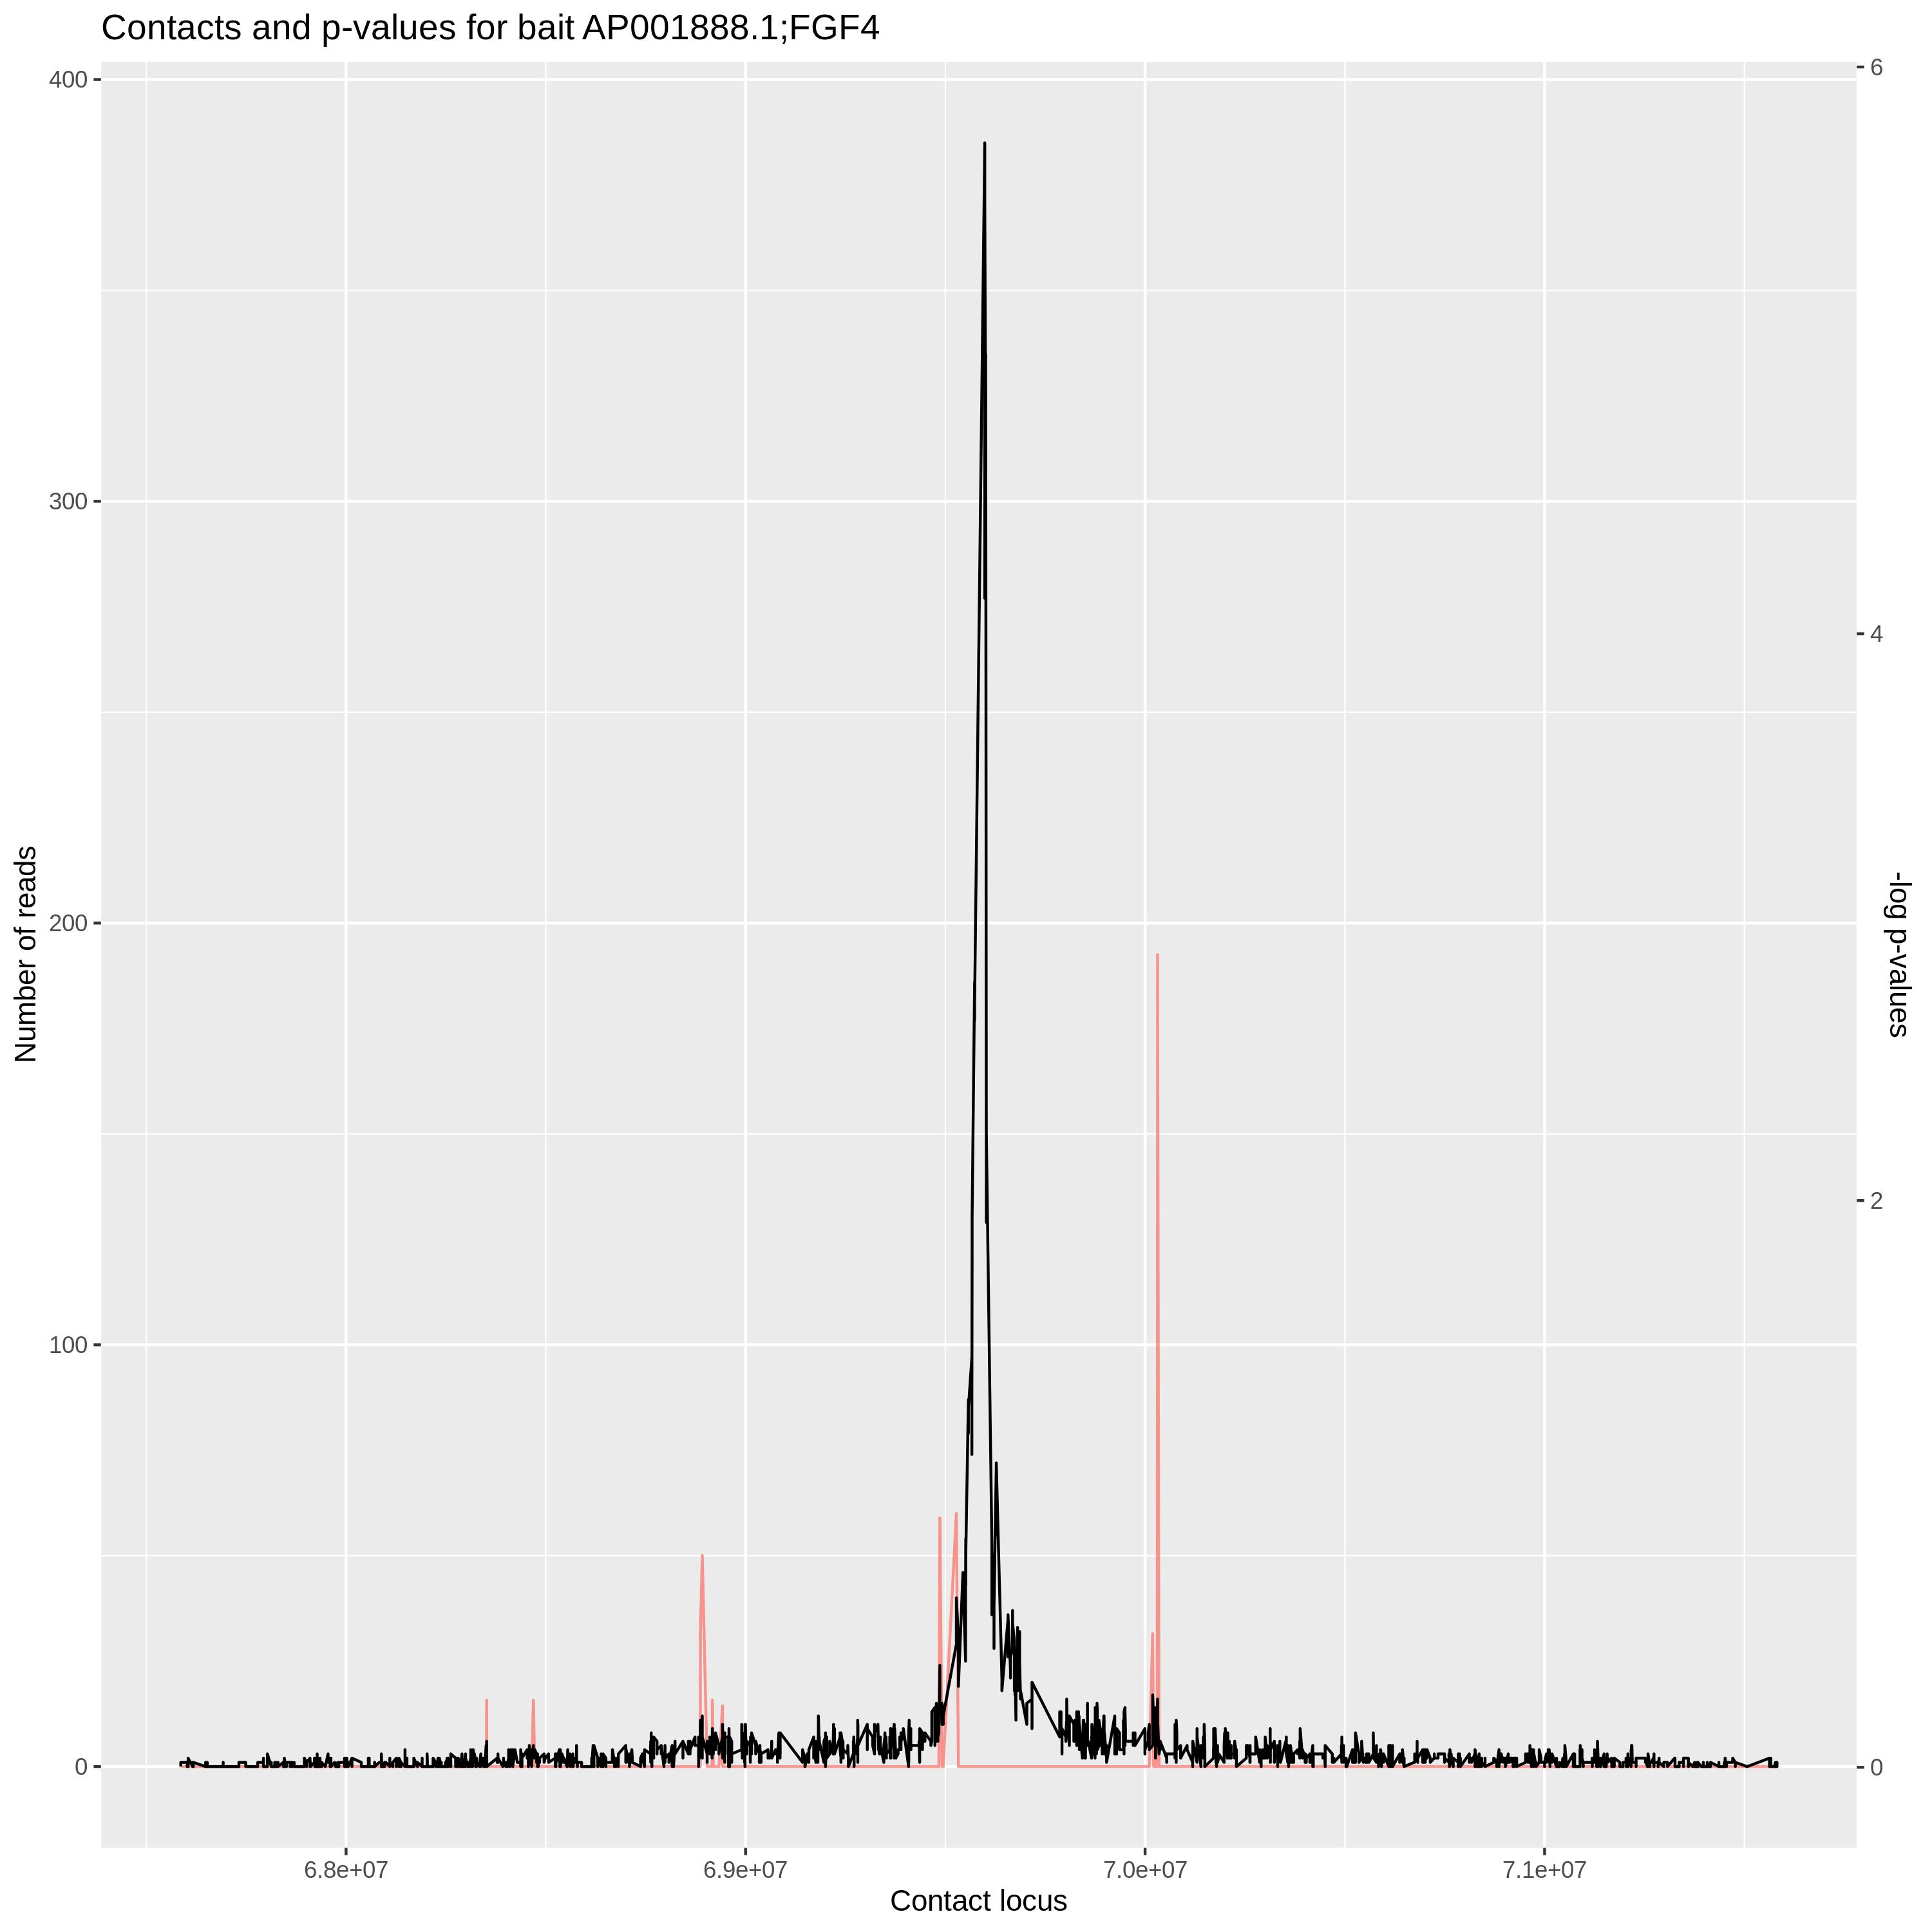 Contacts and p-values for bait AP001888.1;FGF4
400
300
200
100
0
6
4
2
0
Number of reads
-log p-values
6.8e+07
6.9e+07
7.0e+07
7.1e+07
Contact locus